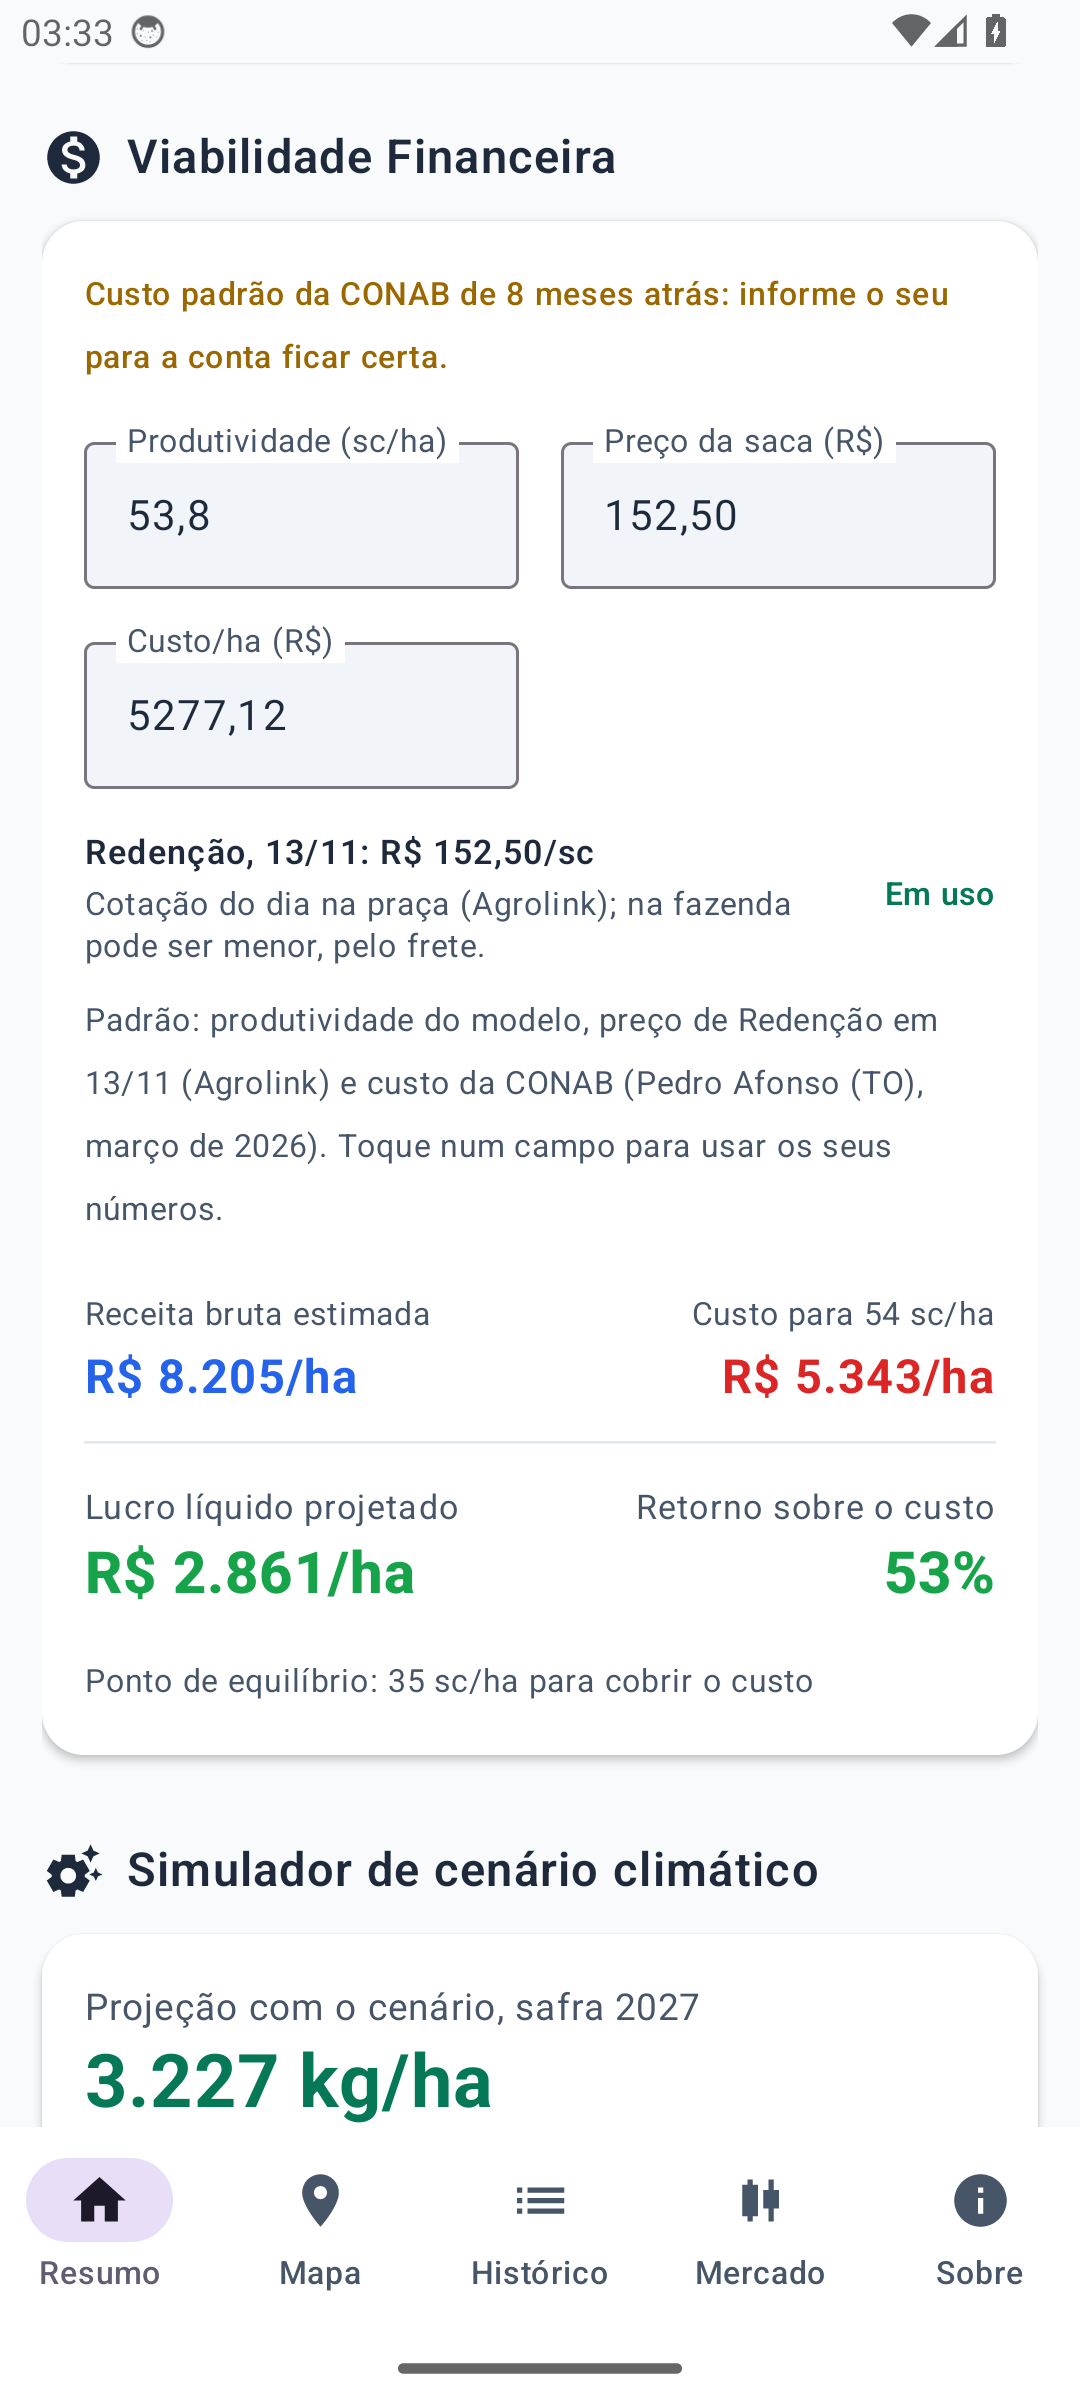 03:33
Viabilidade Financeira
Custo padrão da CONAB de 8 meses atrás: informe o seu
para a conta ficar certa.
Produtividade (sc/ha)
53,8
Preço da saca (R$)
152,50
Custo/ha (R$)
5277,12
Redenção, 13/11: R$ 152,50/sc
Cotação do dia na praça (Agrolink); na fazenda
pode ser menor, pelo frete.
Em uso
Padrão: produtividade do modelo, preço de Redenção em
13/11 (Agrolink) e custo da CONAB (Pedro Afonso (TO),
março de 2026). Toque num campo para usar os seus
números.
Receita bruta estimada
R$ 8.205/ha
Custo para 54 sc/ha
R$ 5.343/ha
Lucro líquido projetado
R$ 2.861/ha
Retorno sobre o custo
53%
Ponto de equilíbrio: 35 sc/ha para cobrir o custo
Simulador de cenário climático
Projeção com o cenário, safra 2027
3.227 kg/ha
Resumo
Mapa
Histórico
Mercado
Sobre